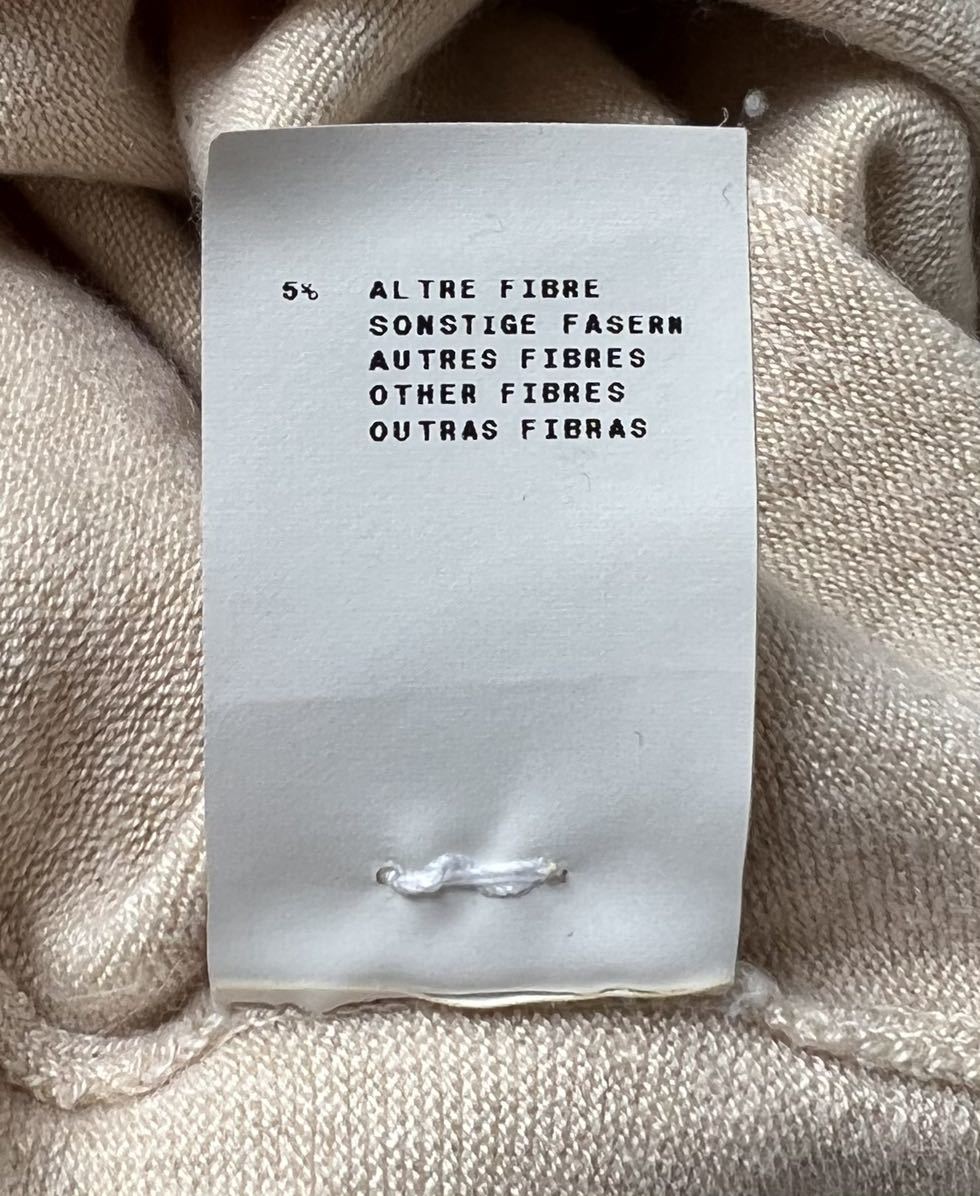 5% ALTRE FIBRE
SONSTIGE FASERN
AUTRES FIBRES
OTHER FIBRES
OUTRAS FIBRAS